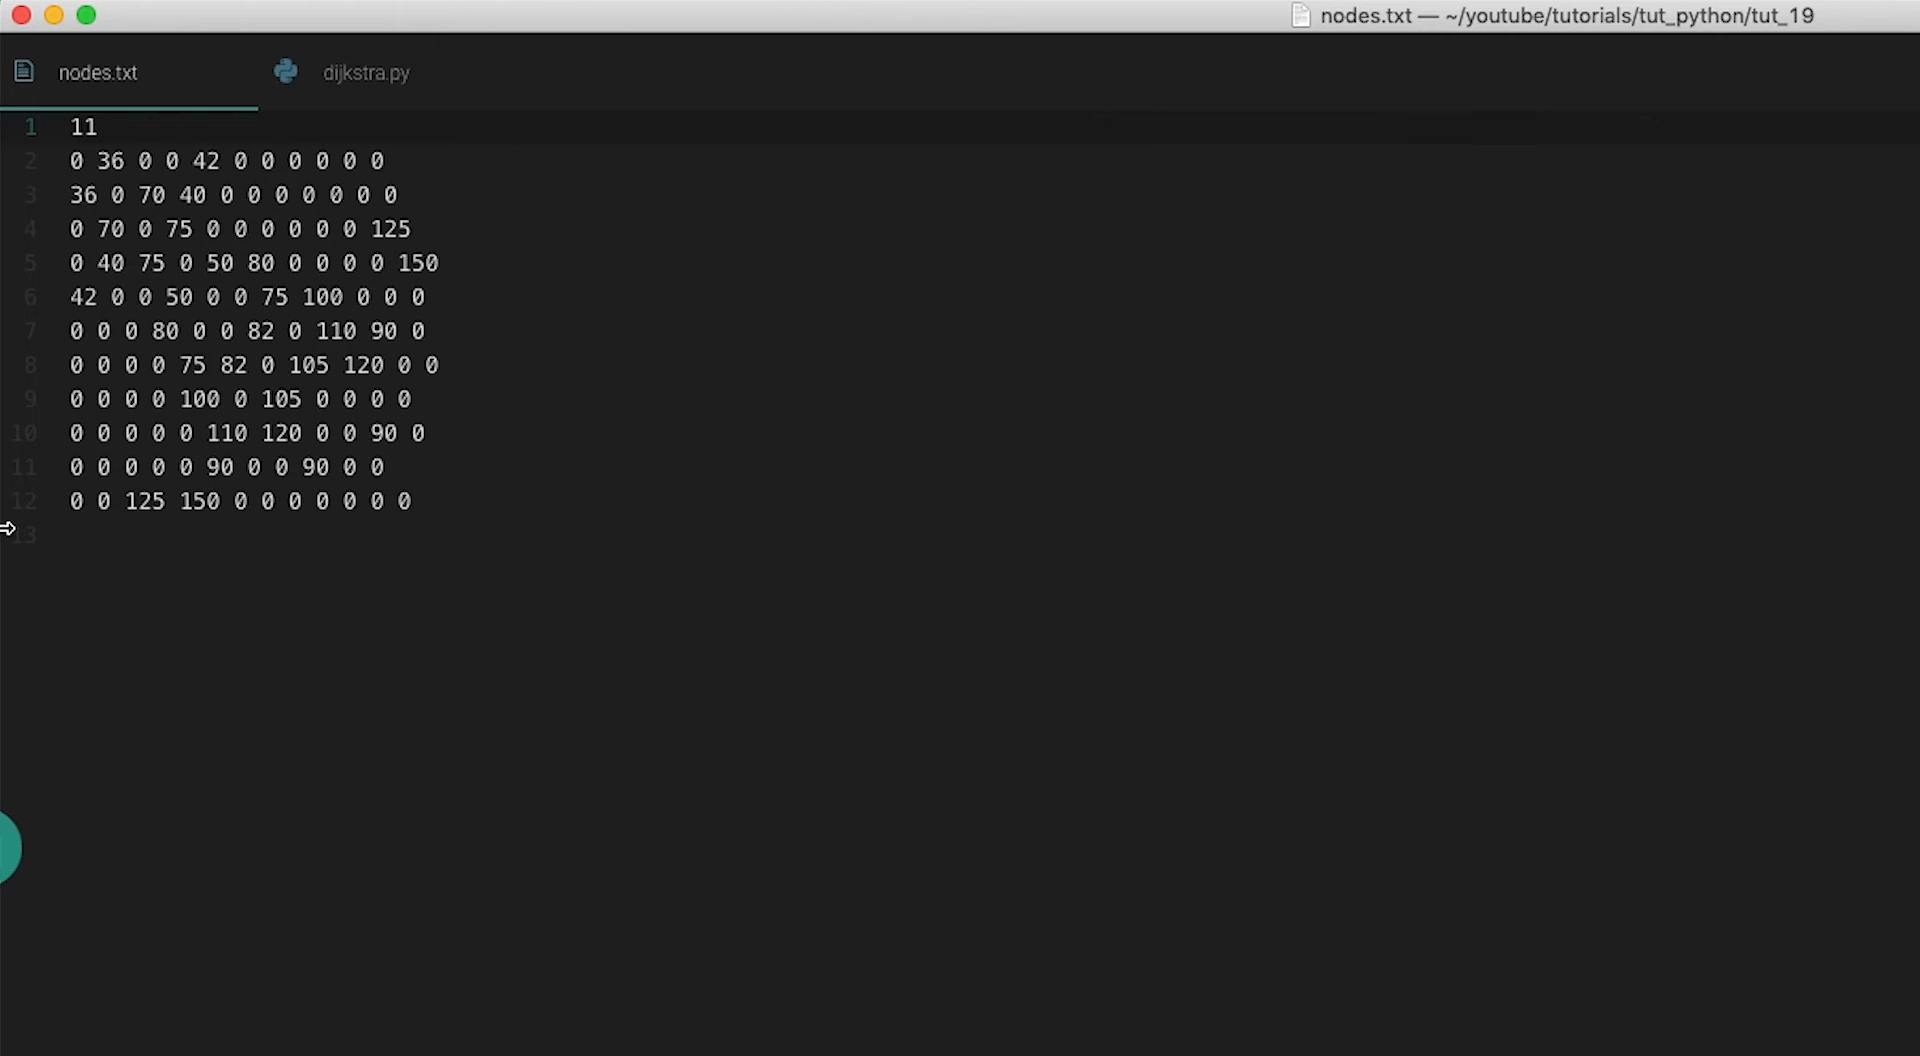 nodes.txt — ~/youtube/tutorials/tut_python/tut_19
nodes.txt dijkstra.py
1 11
2 0 36 0 0 42 0 0 0 0 0 0
3 36 0 70 40 0 0 0 0 0 0 0
4 0 70 0 75 0 0 0 0 0 0 125
5 0 40 75 0 50 80 0 0 0 0 150
6 42 0 0 50 0 0 75 100 0 0 0
7 0 0 0 80 0 0 82 0 110 90 0
8 0 0 0 0 75 82 0 105 120 0 0
9 0 0 0 0 100 0 105 0 0 0 0
10 0 0 0 0 0 110 120 0 0 90 0
11 0 0 0 0 0 90 0 0 90 0 0
12 0 0 125 150 0 0 0 0 0 0 0
13